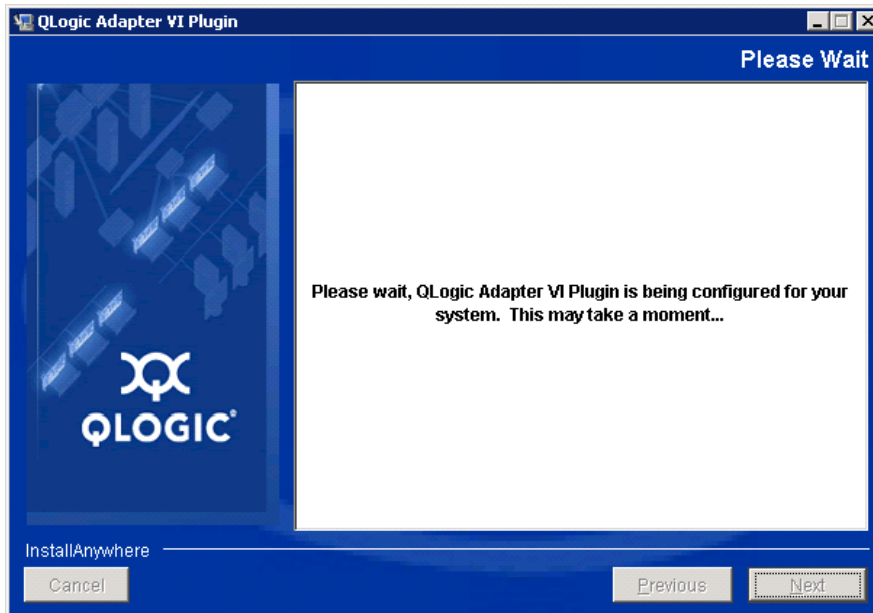 QLogic Adapter VI Plugin
Please Wait
Please wait, QLogic Adapter VI Plugin is being configured for your
system. This may take a moment...
QLOGIC®
InstallAnywhere
Cancel
Previous
Next